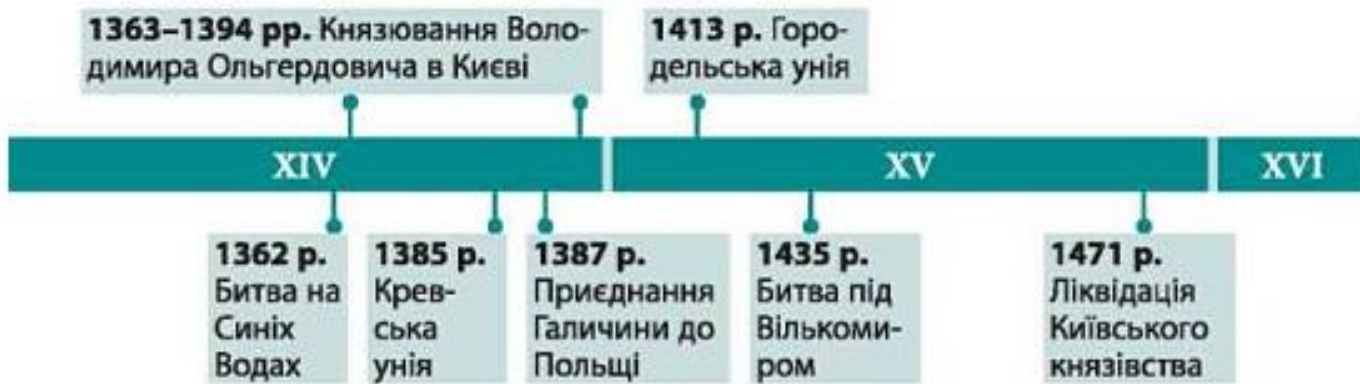 1363–1394 рр. Князювання Воло-
димира Ольгердовича в Києві
1413 р. Горо-
дельська унія
XIV
XV
XVI
1362 р.
Битва на
Синіх
Водах
1385 р.
Крев-
ська
унія
1387 р.
Приєднання
Галичини до
Польщі
1435 р.
Битва під
Вількоми-
ром
1471 р.
Ліквідація
Київського
князівства